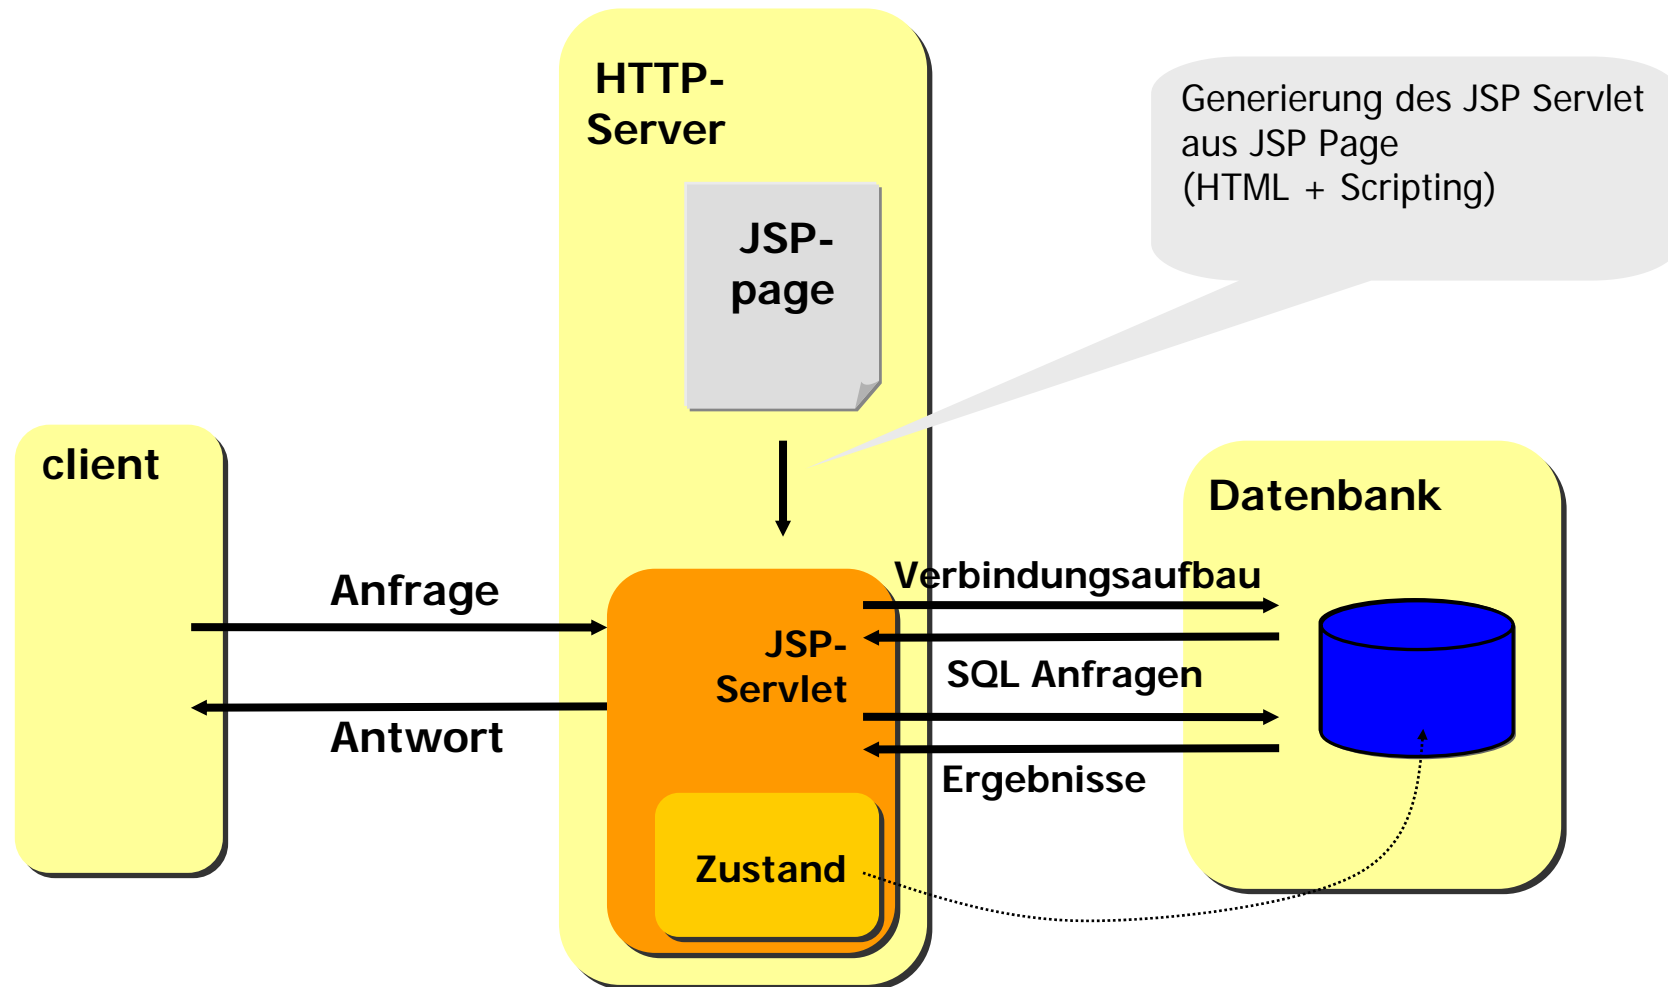 HTTP-
Server
Generierung des JSP Servlet
aus JSP Page
(HTML + Scripting)
JSP-
page
client
Datenbank
Anfrage
Antwort
JSP-
Servlet
Verbindungsaufbau
SQL Anfragen
Ergebnisse
Zustand